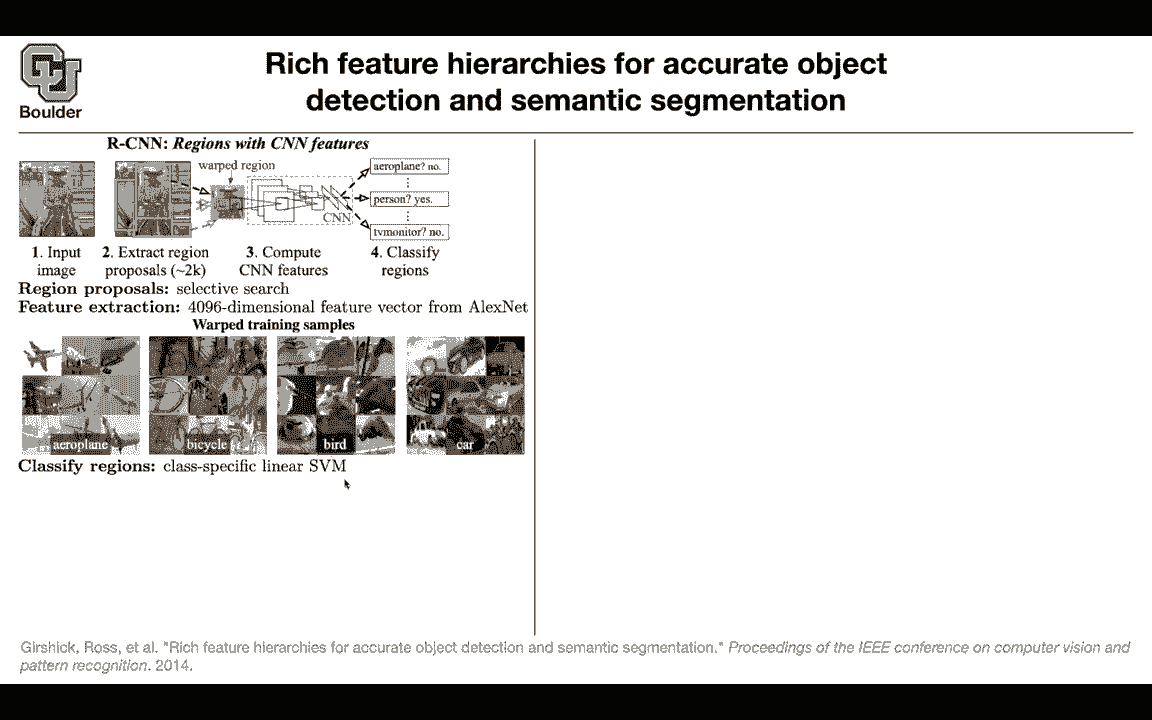 Boulder
Rich feature hierarchies for accurate object
detection and semantic segmentation
R-CNN: Regions with CNN features
warped region
aeroplane? no.
person? yes.
tvmonitor? no.
CNN
1. Input
image
2. Extract region
proposals (~2k)
3. Compute
CNN features
4. Classify
regions
Region proposals: selective search
Feature extraction: 4096-dimensional feature vector from AlexNet
Warped training samples
aeroplane
bicycle
bird
car
Classify regions: class-specific linear SVM
Girshick, Ross, et al. "Rich feature hierarchies for accurate object detection and semantic segmentation." Proceedings of the IEEE conference on computer vision and
pattern recognition. 2014.